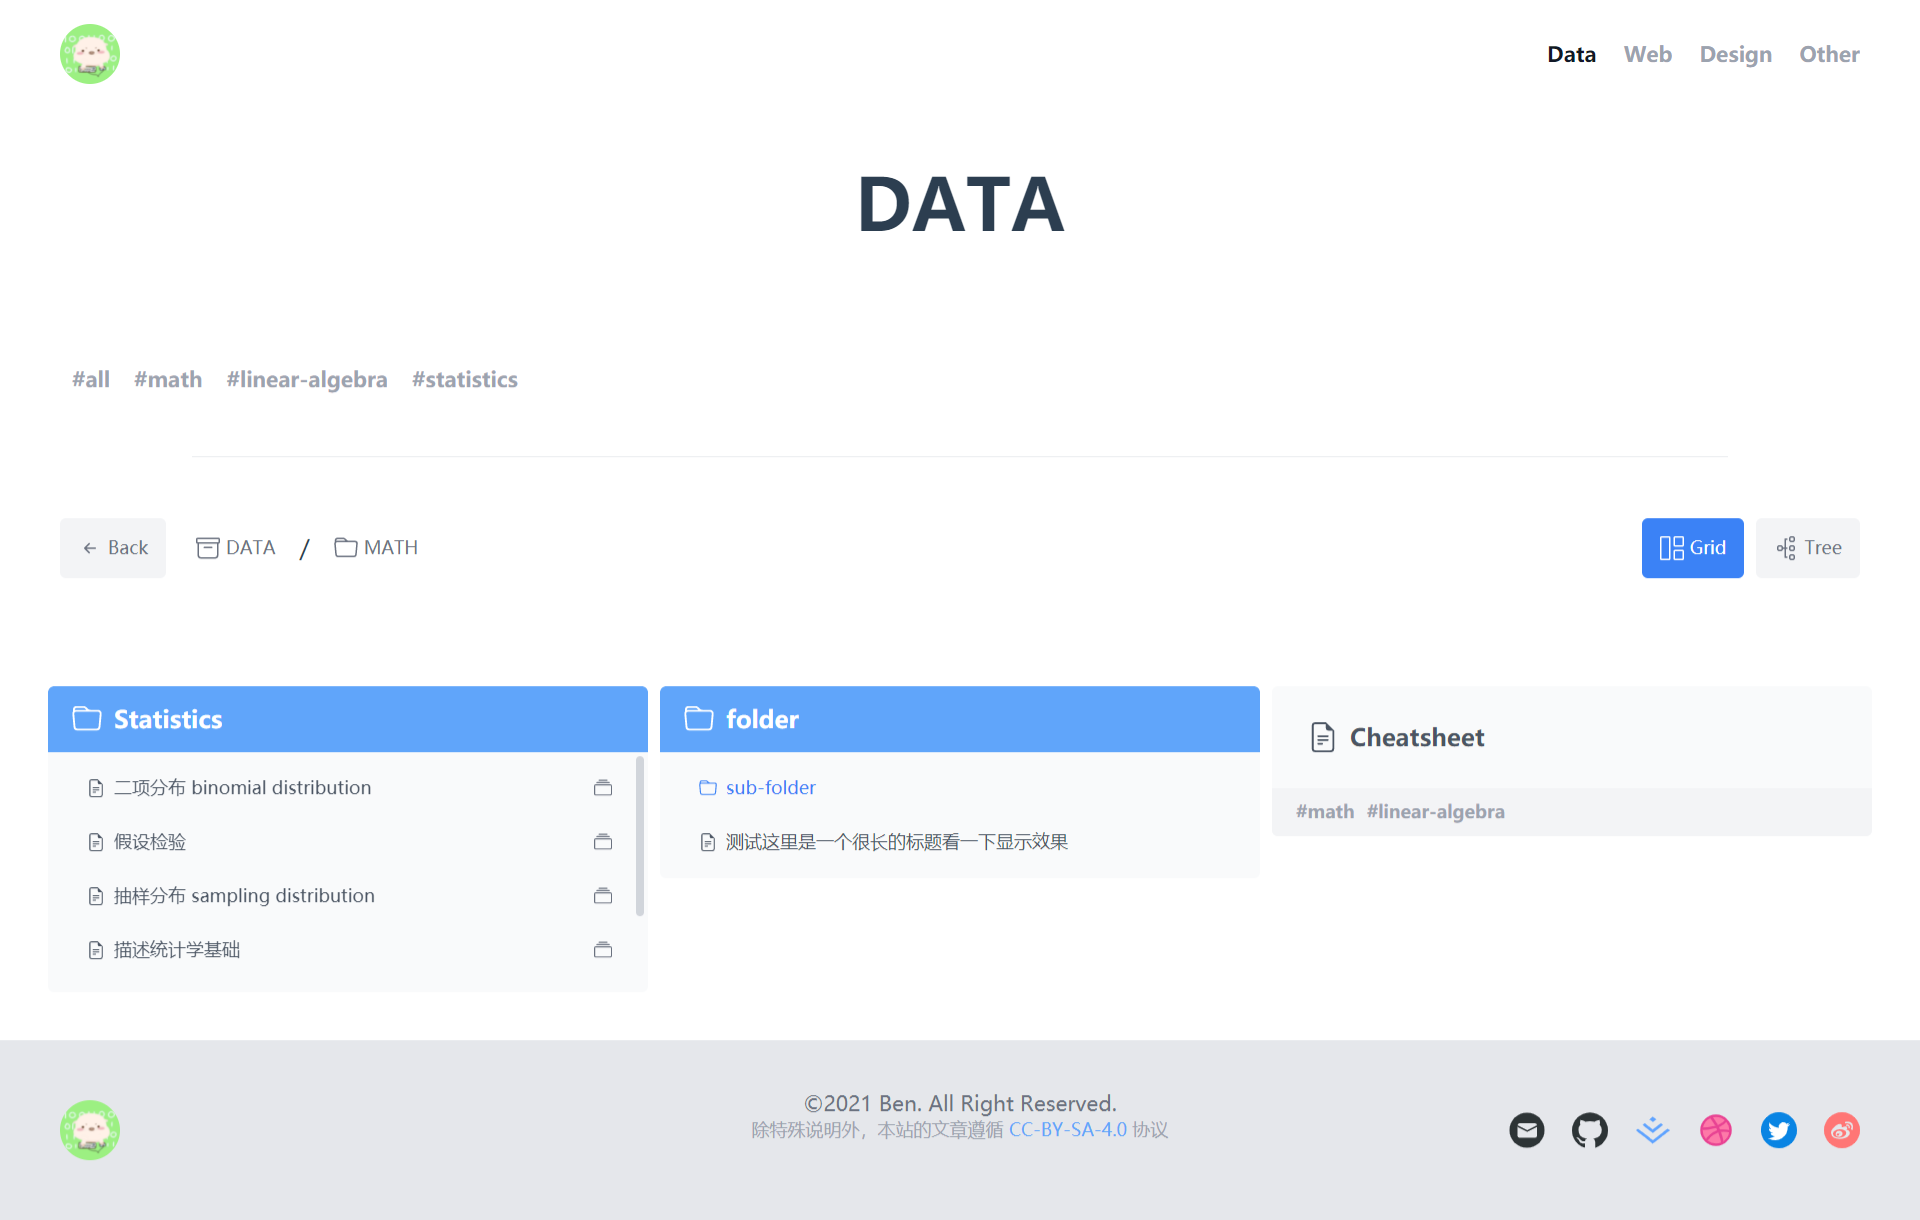 Data Web Design Other
DATA
#all #math #linear-algebra #statistics
Back DATA / MATH Grid Tree
Statistics
二项分布 binomial distribution
假设检验
抽样分布 sampling distribution
描述统计学基础
folder
sub-folder
测试这里是一个很长的标题看一下显示效果
Cheatsheet
#math #linear-algebra
©2021 Ben. All Right Reserved.
除特殊说明外，本站的文章遵循 CC-BY-SA-4.0 协议